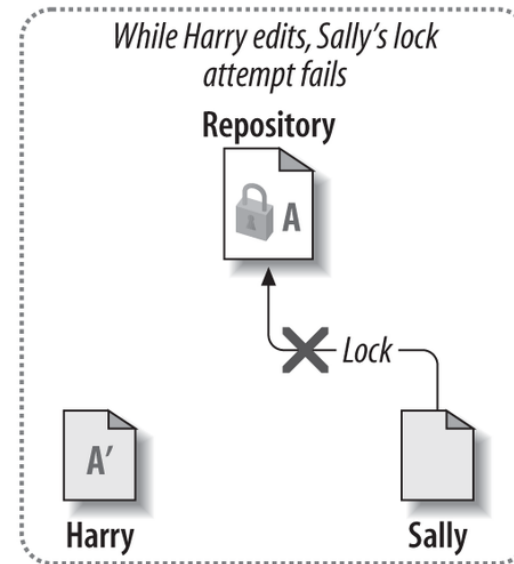 While Harry edits, Sally's lock
attempt fails
Repository
A
Lock
A′
Harry
Sally